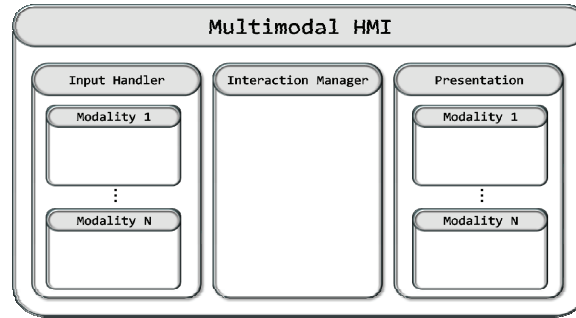 Multimodal HMI
Input Handler
Modality 1
⋮
Modality N
Interaction Manager
Presentation
Modality 1
⋮
Modality N